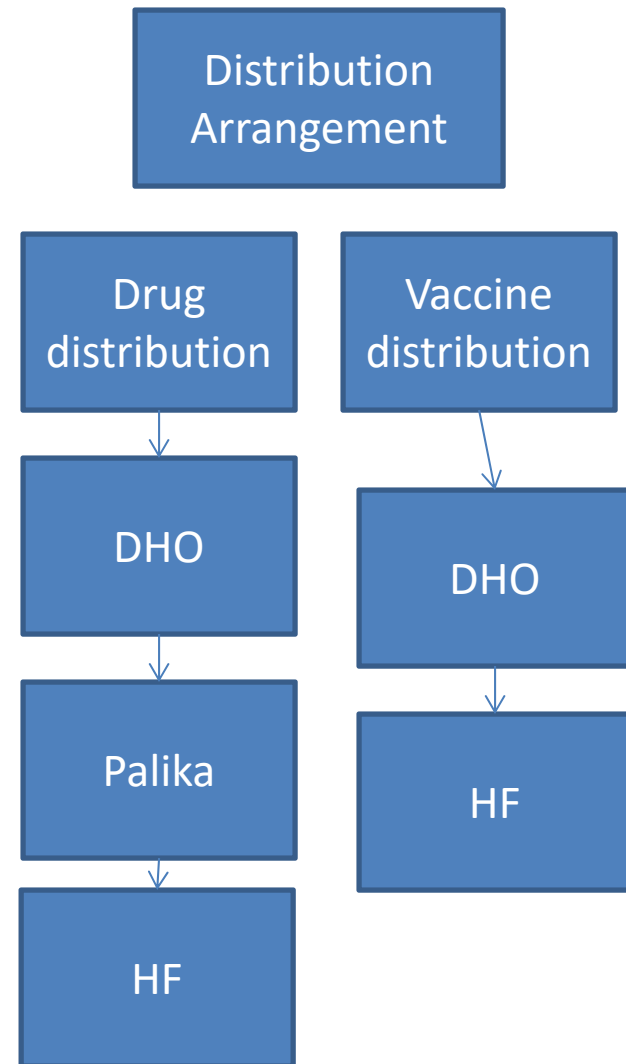 Distribution
Arrangement
Drug
distribution
DHO
Palika
HF
Vaccine
distribution
DHO
HF